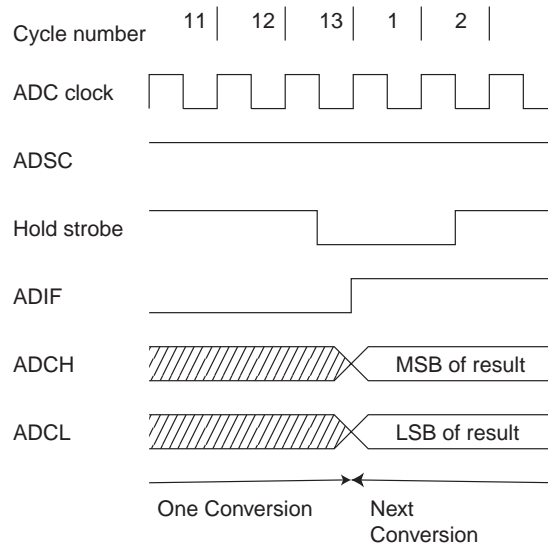 Cycle number 11 12 13 1 2
ADC clock
ADSC
Hold strobe
ADIF
ADCH MSB of result
ADCL LSB of result
One Conversion Next
Conversion